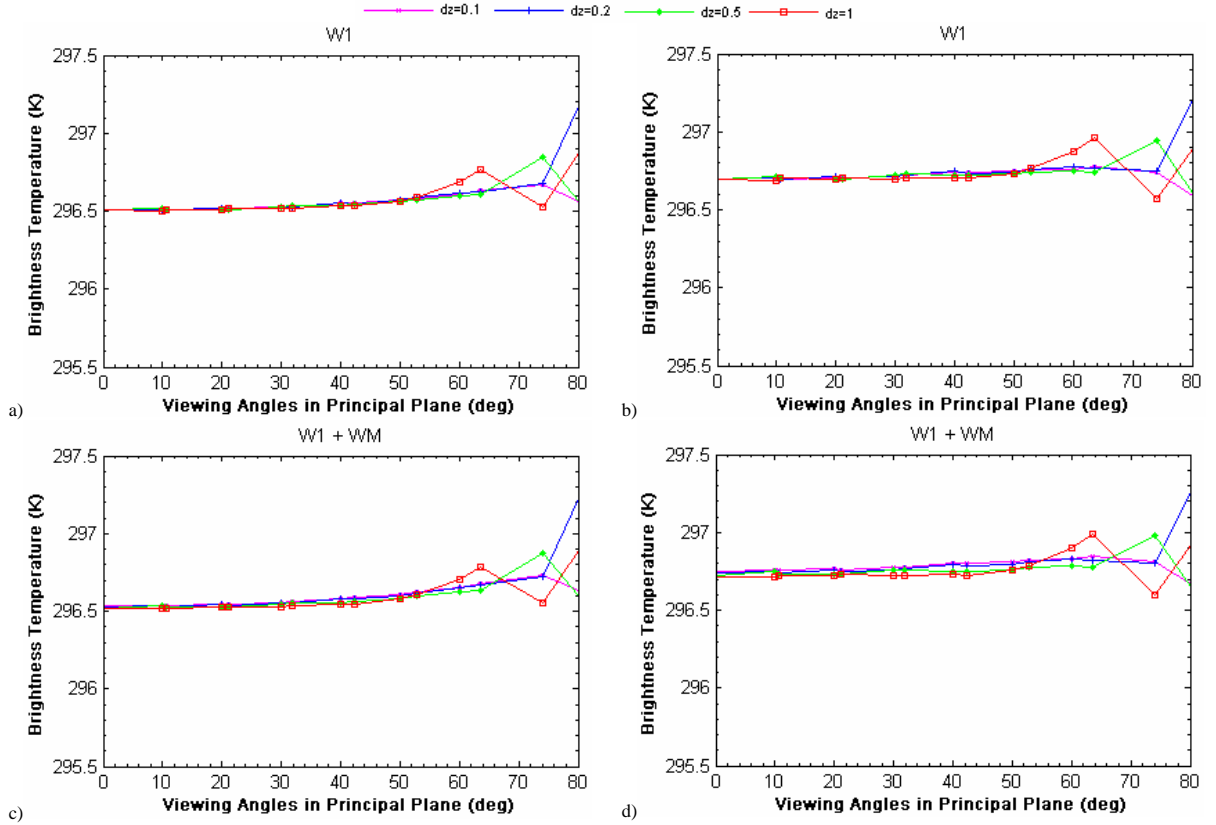 dz=0.1 dz=0.2 dz=0.5 dz=1
W1
297.5
297
296.5
296
295.5
Brightness Temperature (K)
0 10 20 30 40 50 60 70 80
Viewing Angles in Principal Plane (deg)
a)
W1
297.5
297
296.5
296
295.5
Brightness Temperature (K)
0 10 20 30 40 50 60 70 80
Viewing Angles in Principal Plane (deg)
b)
W1 + WM
297.5
297
296.5
296
295.5
Brightness Temperature (K)
0 10 20 30 40 50 60 70 80
Viewing Angles in Principal Plane (deg)
c)
W1 + WM
297.5
297
296.5
296
295.5
Brightness Temperature (K)
0 10 20 30 40 50 60 70 80
Viewing Angles in Principal Plane (deg)
d)